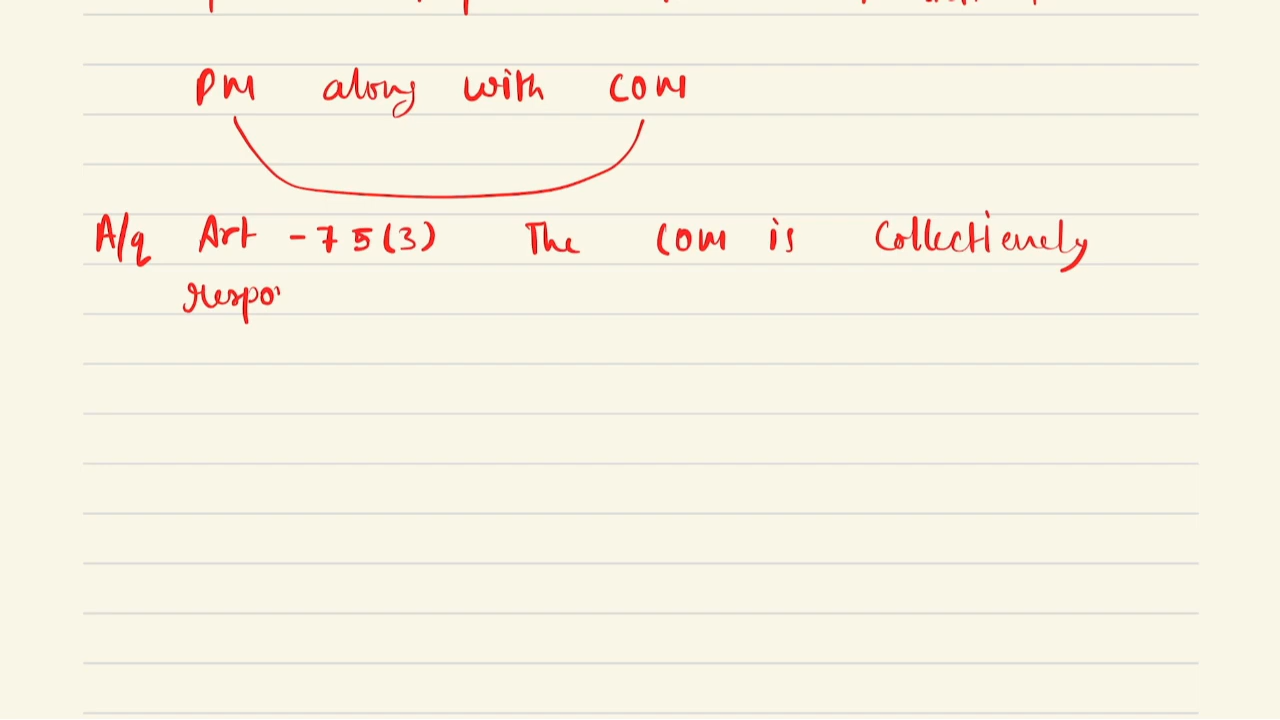 PM along with COM
A/q Art - 75(3) The COM is Collectively
respo